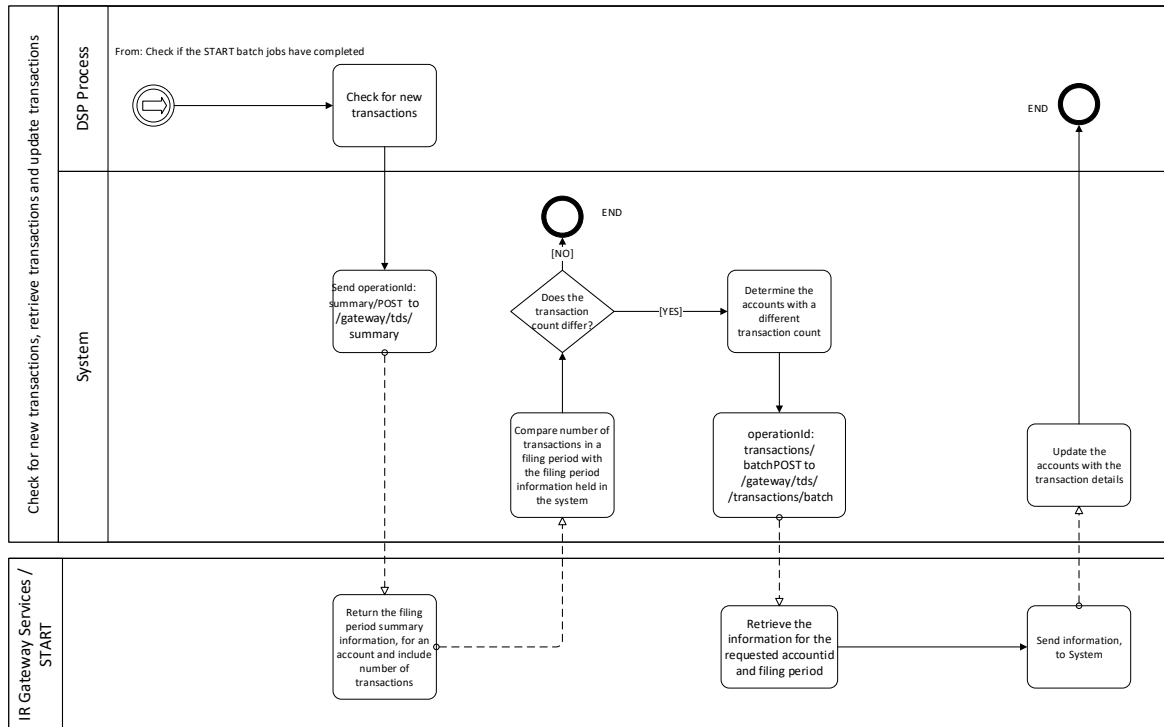 Check for new transactions, retrieve transactions and update transactions
DSP Process
From: Check if the START batch jobs have completed
Check for new
transactions
END
System
END
[NO]
Send operationId:
summary/POST to
/gateway/tds/
summary
Does the
transaction
count differ?
[YES]
Determine the
accounts with a
different
transaction count
Compare number of
transactions in a
filing period with
the filing period
information held in
the system
operationId:
transactions/
batchPOST to
/gateway/tds/
/transactions/batch
Update the
accounts with the
transaction details
IR Gateway Services /
START
Return the filing
period summary
information, for an
account and include
number of
transactions
Retrieve the
information for the
requested accountid
and filing period
Send information,
to System